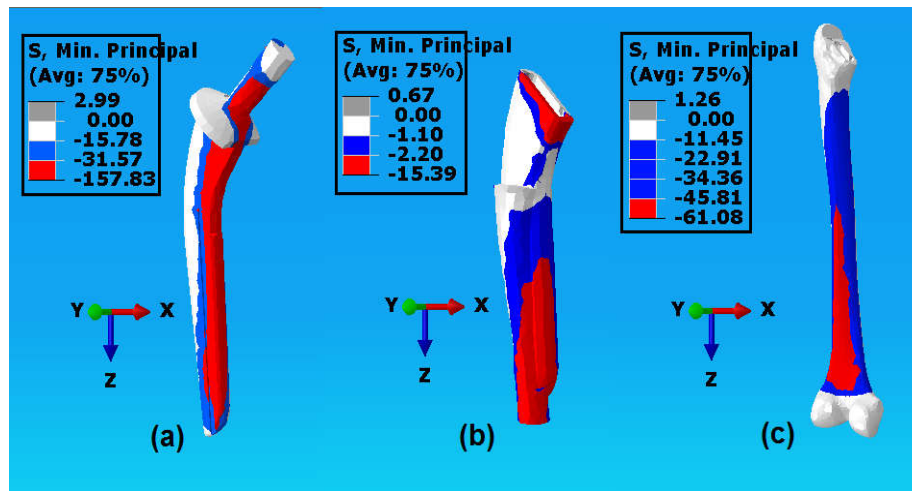 S, Min. Principal
(Avg: 75%)
2.99
0.00
-15.78
-31.57
-157.83
Y
X
Z
(a)
S, Min. Principal
(Avg: 75%)
0.67
0.00
-1.10
-2.20
-15.39
Y
X
Z
(b)
S, Min. Principal
(Avg: 75%)
1.26
0.00
-11.45
-22.91
-34.36
-45.81
-61.08
Y
X
Z
(c)